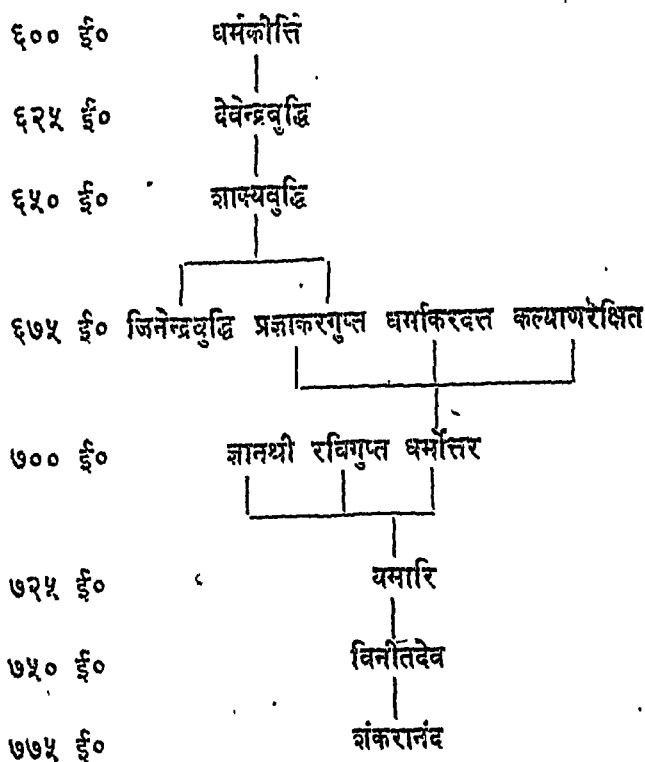 ६०० ई० धर्मकीर्त्ति
६२५ ई० देवेन्द्रबुद्धि
६५० ई० शाक्यबुद्धि
६७५ ई० जिनेन्द्रबुद्धि प्रज्ञाकरगुप्त धर्माकरदत्त कल्याणरक्षित
७०० ई० ज्ञानश्री रविगुप्त धर्मोत्तर
७२५ ई० यमारि
७५० ई० विनीतदेव
७७५ ई० शंकरानंद